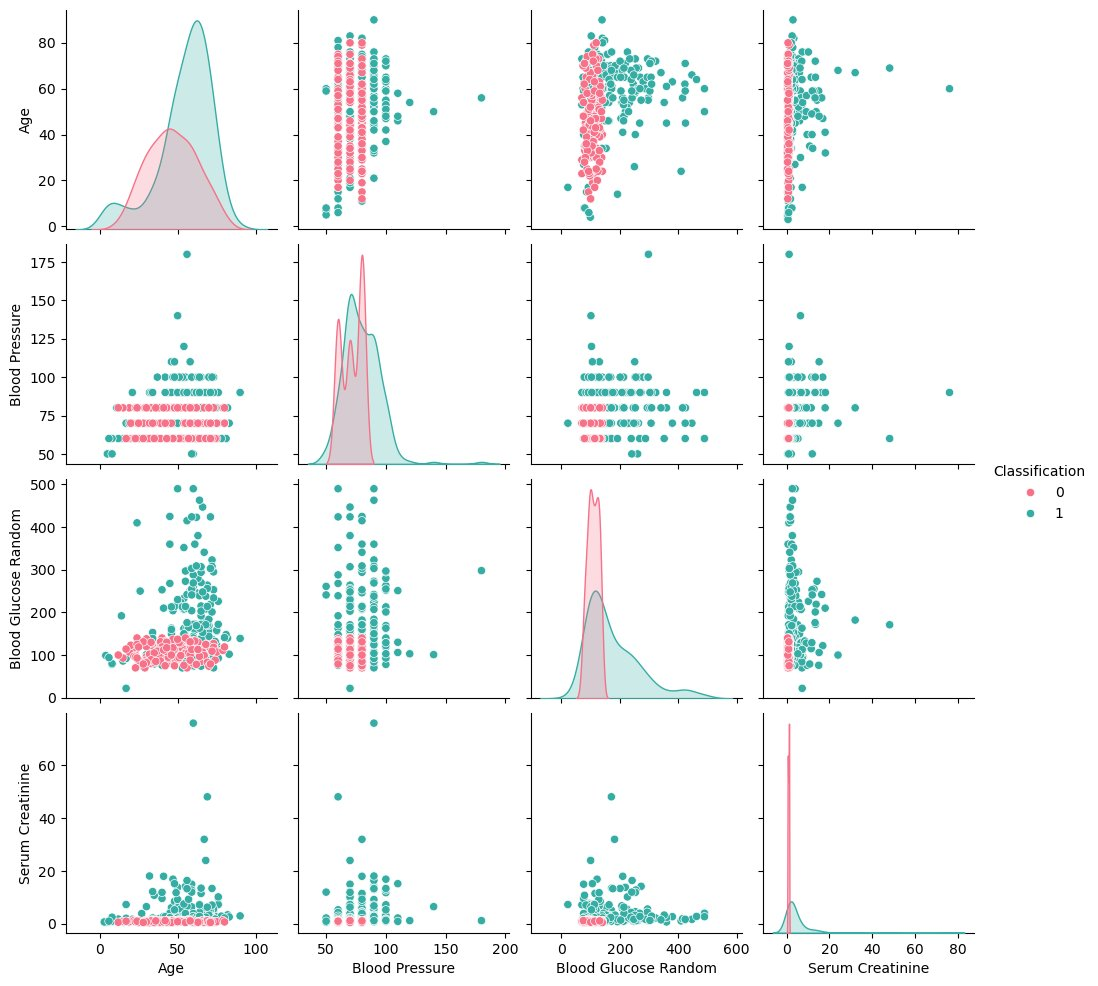 Age
80
60
40
20
0
Blood Pressure
175
150
125
100
75
50
Blood Glucose Random
500
400
300
200
100
0
Serum Creatinine
60
40
20
0
0 50 100
Age
50 100 150 200
Blood Pressure
0 200 400 600
Blood Glucose Random
0 20 40 60 80
Serum Creatinine
Classification
0
1